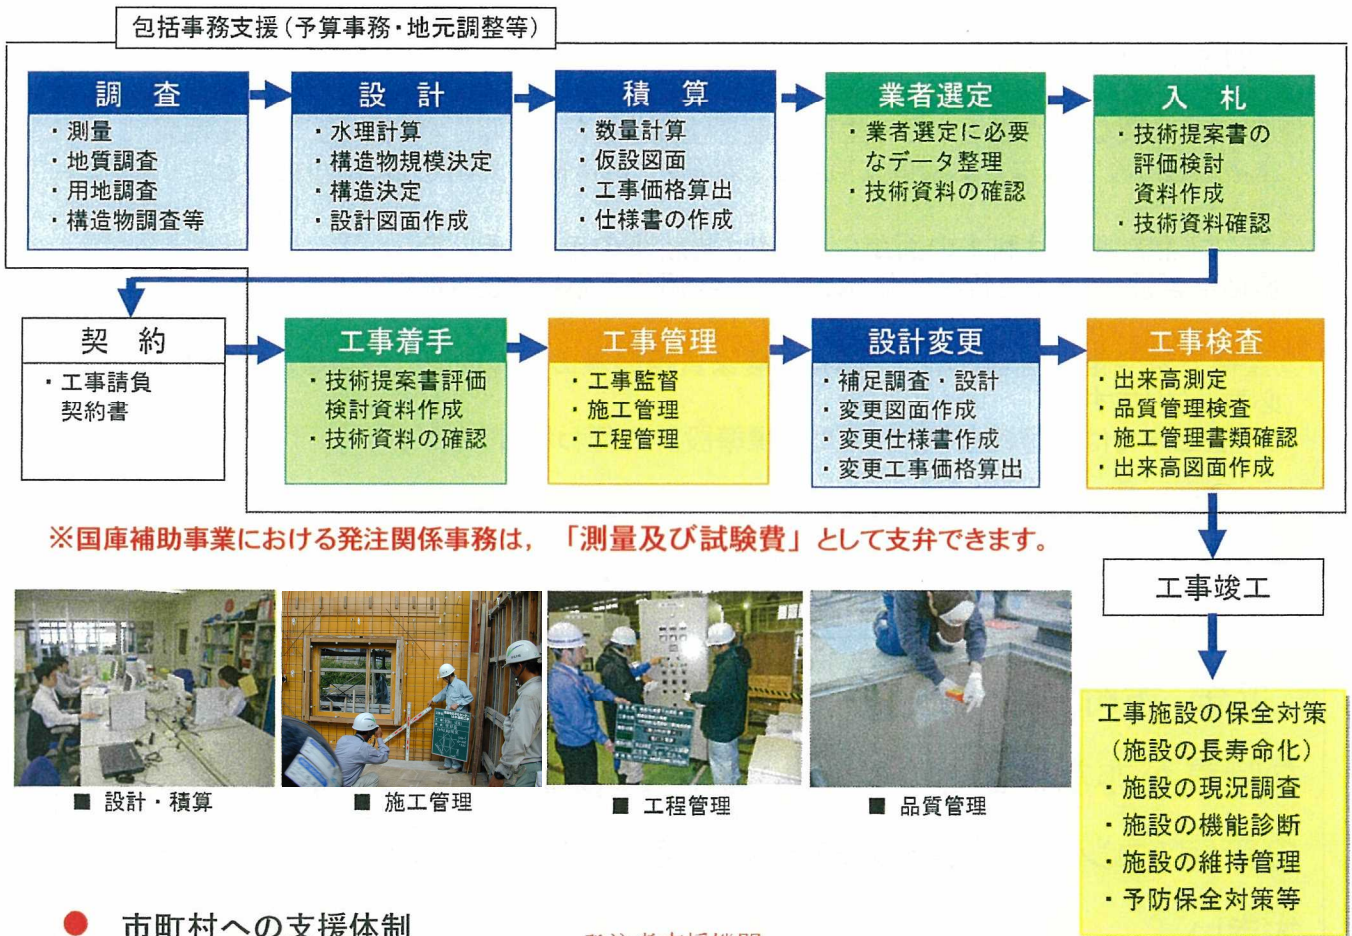 包括事務支援(予算事務・地元調整等)
調 査
・測量
・地質調査
・用地調査
・構造物調査等
設 計
・水理計算
・構造物規模決定
・構造決定
・設計図面作成
積 算
・数量計算
・仮設図面
・工事価格算出
・仕様書の作成
業者選定
・業者選定に必要
なデータ整理
・技術資料の確認
入 札
・技術提案書の
評価検討
資料作成
・技術資料確認
契 約
・工事請負
契約書
工事着手
・技術提案書評価
検討資料作成
・技術資料の確認
工事管理
・工事監督
・施工管理
・工程管理
設計変更
・補足調査・設計
・変更図面作成
・変更仕様書作成
・変更工事価格算出
工事検査
・出来高測定
・品質管理検査
・施工管理書類確認
・出来高図面作成
※国庫補助事業における発注関係事務は, 「測量及び試験費」として支弁できます。
工事竣工
■ 設計・積算
■ 施工管理
■ 工程管理
■ 品質管理
工事施設の保全対策
(施設の長寿命化)
・施設の現況調査
・施設の機能診断
・施設の維持管理
・予防保全対策等
● 市町村への支援体制